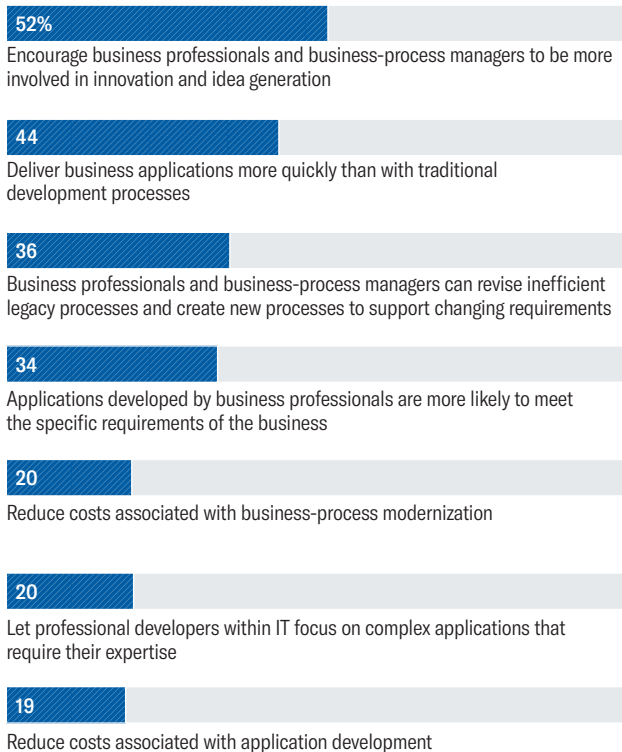 52%
Encourage business professionals and business-process managers to be more
involved in innovation and idea generation
44
Deliver business applications more quickly than with traditional
development processes
36
Business professionals and business-process managers can revise inefficient
legacy processes and create new processes to support changing requirements
34
Applications developed by business professionals are more likely to meet
the specific requirements of the business
20
Reduce costs associated with business-process modernization
20
Let professional developers within IT focus on complex applications that
require their expertise
19
Reduce costs associated with application development